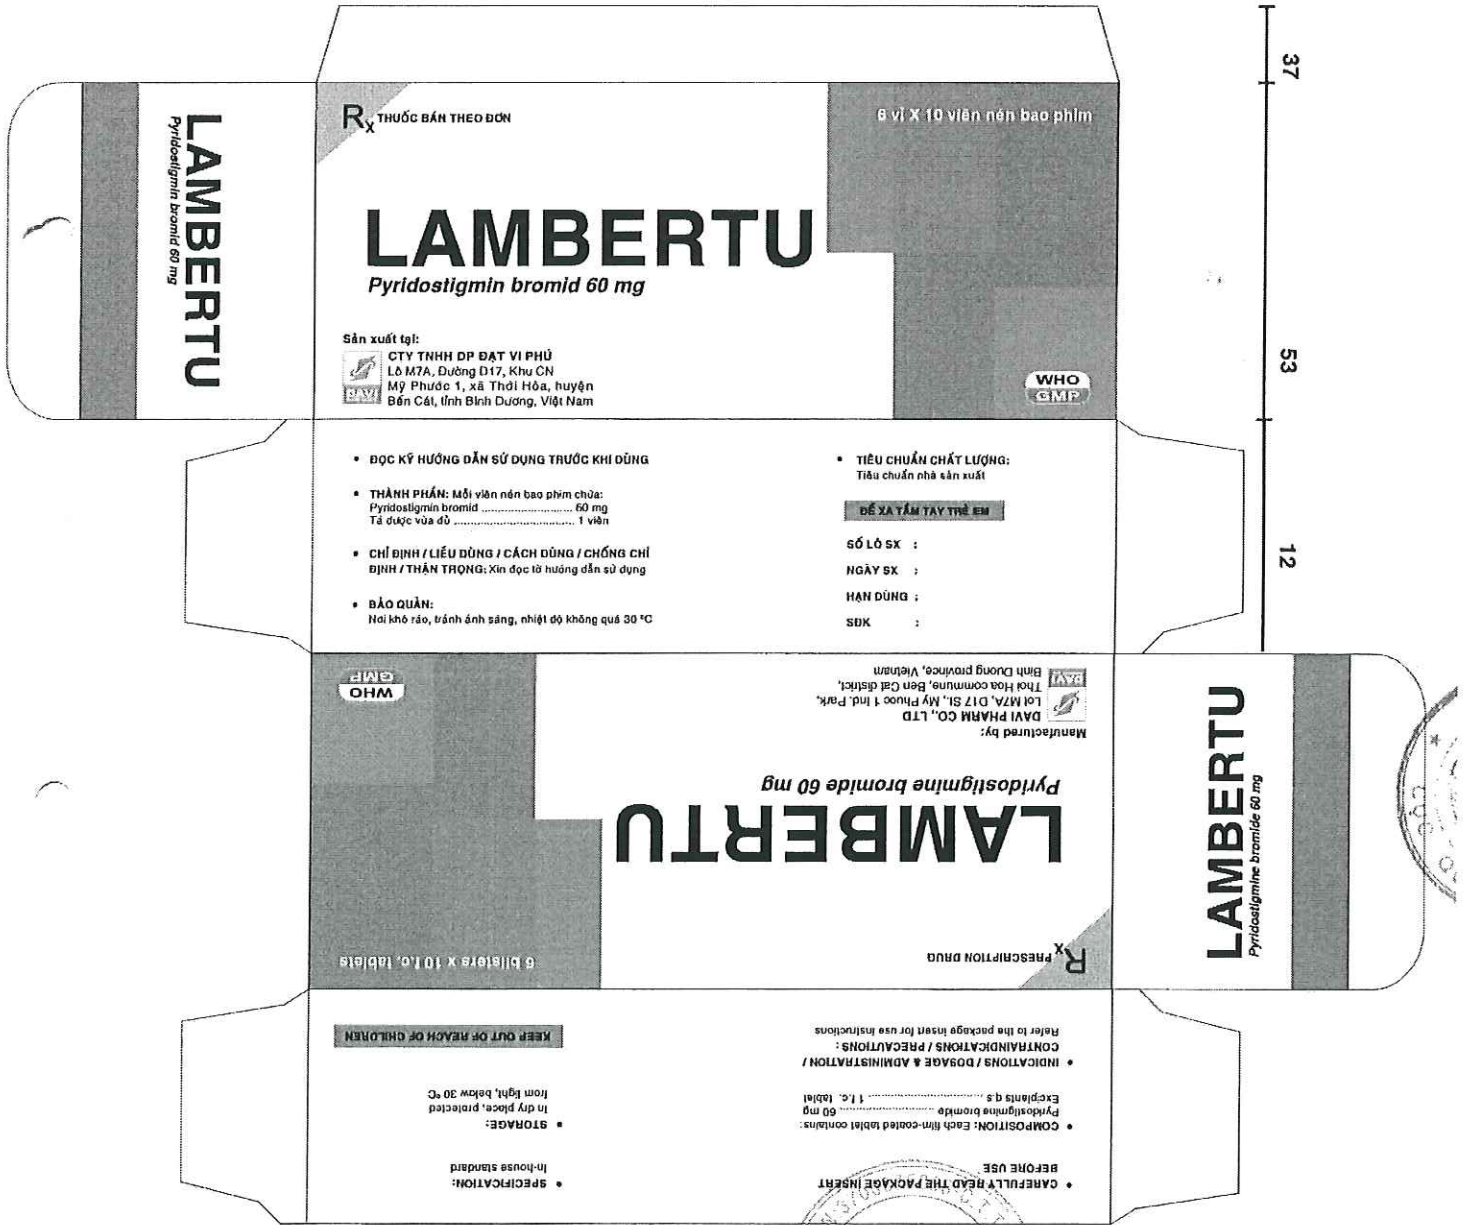 LAMBERTU
Pyridostigmin bromid 60 mg
Rx THUỐC BÁN THEO ĐƠN
6 vỉ X 10 viên nén bao phim
LAMBERTU
Pyridostigmin bromid 60 mg
Sản xuất tại:
CTY TNHH DP ĐẠT VI PHÚ
Lô M7A, Đường D17, Khu CN
Mỹ Phước 1, xã Thới Hòa, huyện
Bến Cát, tỉnh Bình Dương, Việt Nam
DAVI
WHO
GMP
37
53
12
• ĐỌC KỸ HƯỚNG DẪN SỬ DỤNG TRƯỚC KHI DÙNG
• THÀNH PHẦN: Mỗi viên nén bao phim chứa:
Pyridostigmin bromid ........................... 60 mg
Tá dược vừa đủ .................................... 1 viên
• CHỈ ĐỊNH / LIỀU DÙNG / CÁCH DÙNG / CHỐNG CHỈ
ĐỊNH / THẬN TRỌNG: Xin đọc tờ hướng dẫn sử dụng
• BẢO QUẢN:
Nơi khô ráo, tránh ánh sáng, nhiệt độ không quá 30 °C
• TIÊU CHUẨN CHẤT LƯỢNG:
Tiêu chuẩn nhà sản xuất
ĐỂ XA TẦM TAY TRẺ EM
SỐ LÔ SX :
NGÀY SX :
HẠN DÙNG :
SĐK :
Rx PRESCRIPTION DRUG
6 blisters x 10 f.c. tablets
LAMBERTU
Pyridostigmine bromide 60 mg
Manufactured by:
DAVI PHARM CO., LTD
Lot M7A, D17 St., My Phuoc 1 Ind. Park,
Thoi Hoa commune, Ben Cat district,
Binh Duong province, Vietnam
DAVI
WHO
GMP
LAMBERTU
Pyridostigmine bromide 60 mg
• CAREFULLY READ THE PACKAGE INSERT
BEFORE USE
• COMPOSITION: Each film-coated tablet contains:
Pyridostigmine bromide ........................... 60 mg
Excipients q.s .................................... 1 f.c. tablet
• INDICATIONS / DOSAGE & ADMINISTRATION /
CONTRAINDICATIONS / PRECAUTIONS :
Refer to the package insert for use instructions
• SPECIFICATION:
In-house standard
• STORAGE:
In dry place, protected
from light, below 30 °C
KEEP OUT OF REACH OF CHILDREN